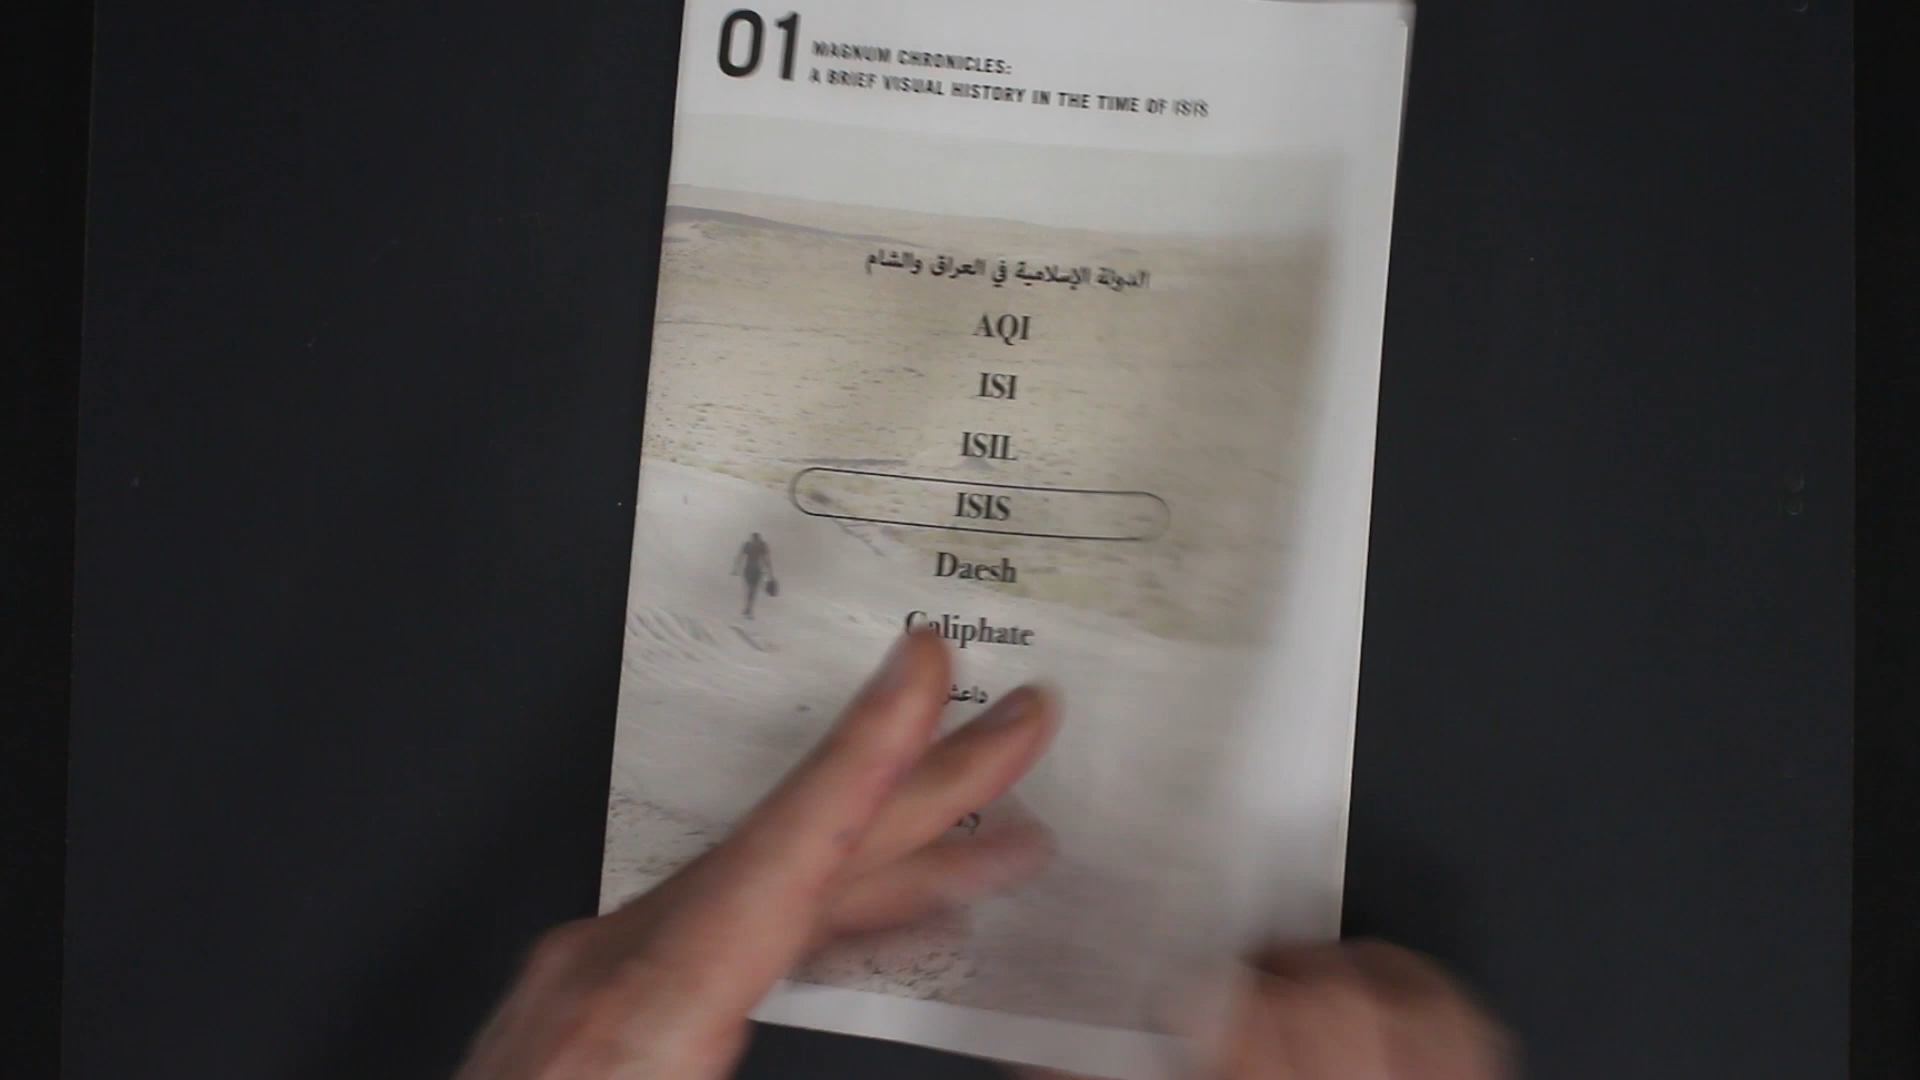 01
MAGNUM CHRONICLES:
A BRIEF VISUAL HISTORY IN THE TIME OF ISIS
الدولة الإسلامية في العراق والشام
AQI
ISI
ISIL
ISIS
Daesh
Caliphate
داعش